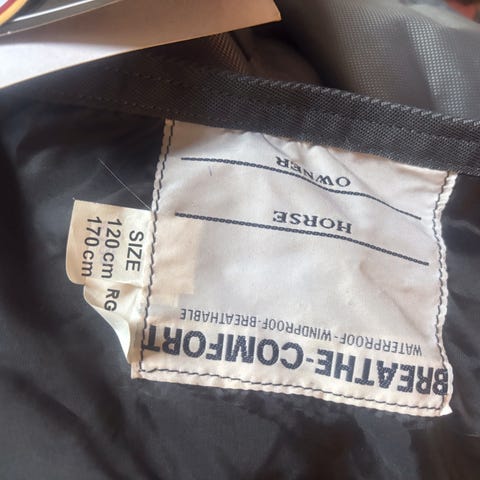 BREATHE-COMFORT
WATERPROOF-WINDPROOF-BREATHABLE
HORSE
OWNER
SIZE
120 cm RG
170 cm